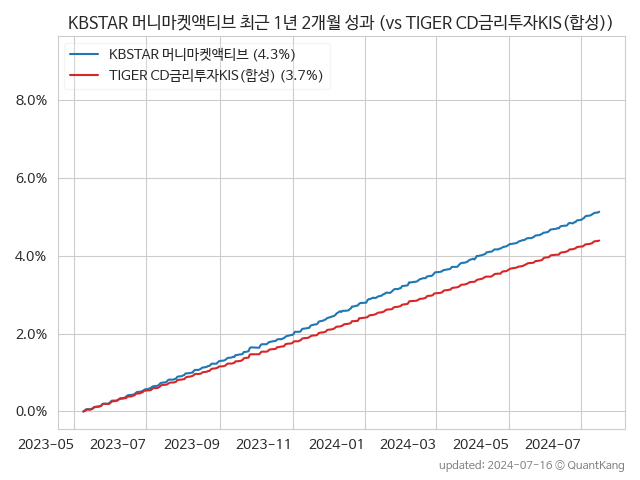 KBSTAR 머니마켓액티브 최근 1년 2개월 성과 (vs TIGER CD금리투자KIS(합성))
KBSTAR 머니마켓액티브 (4.3%)
TIGER CD금리투자KIS(합성) (3.7%)
8.0%
6.0%
4.0%
2.0%
0.0%
2023-05 2023-07 2023-09 2023-11 2024-01 2024-03 2024-05 2024-07
updated: 2024-07-16 © QuantKang